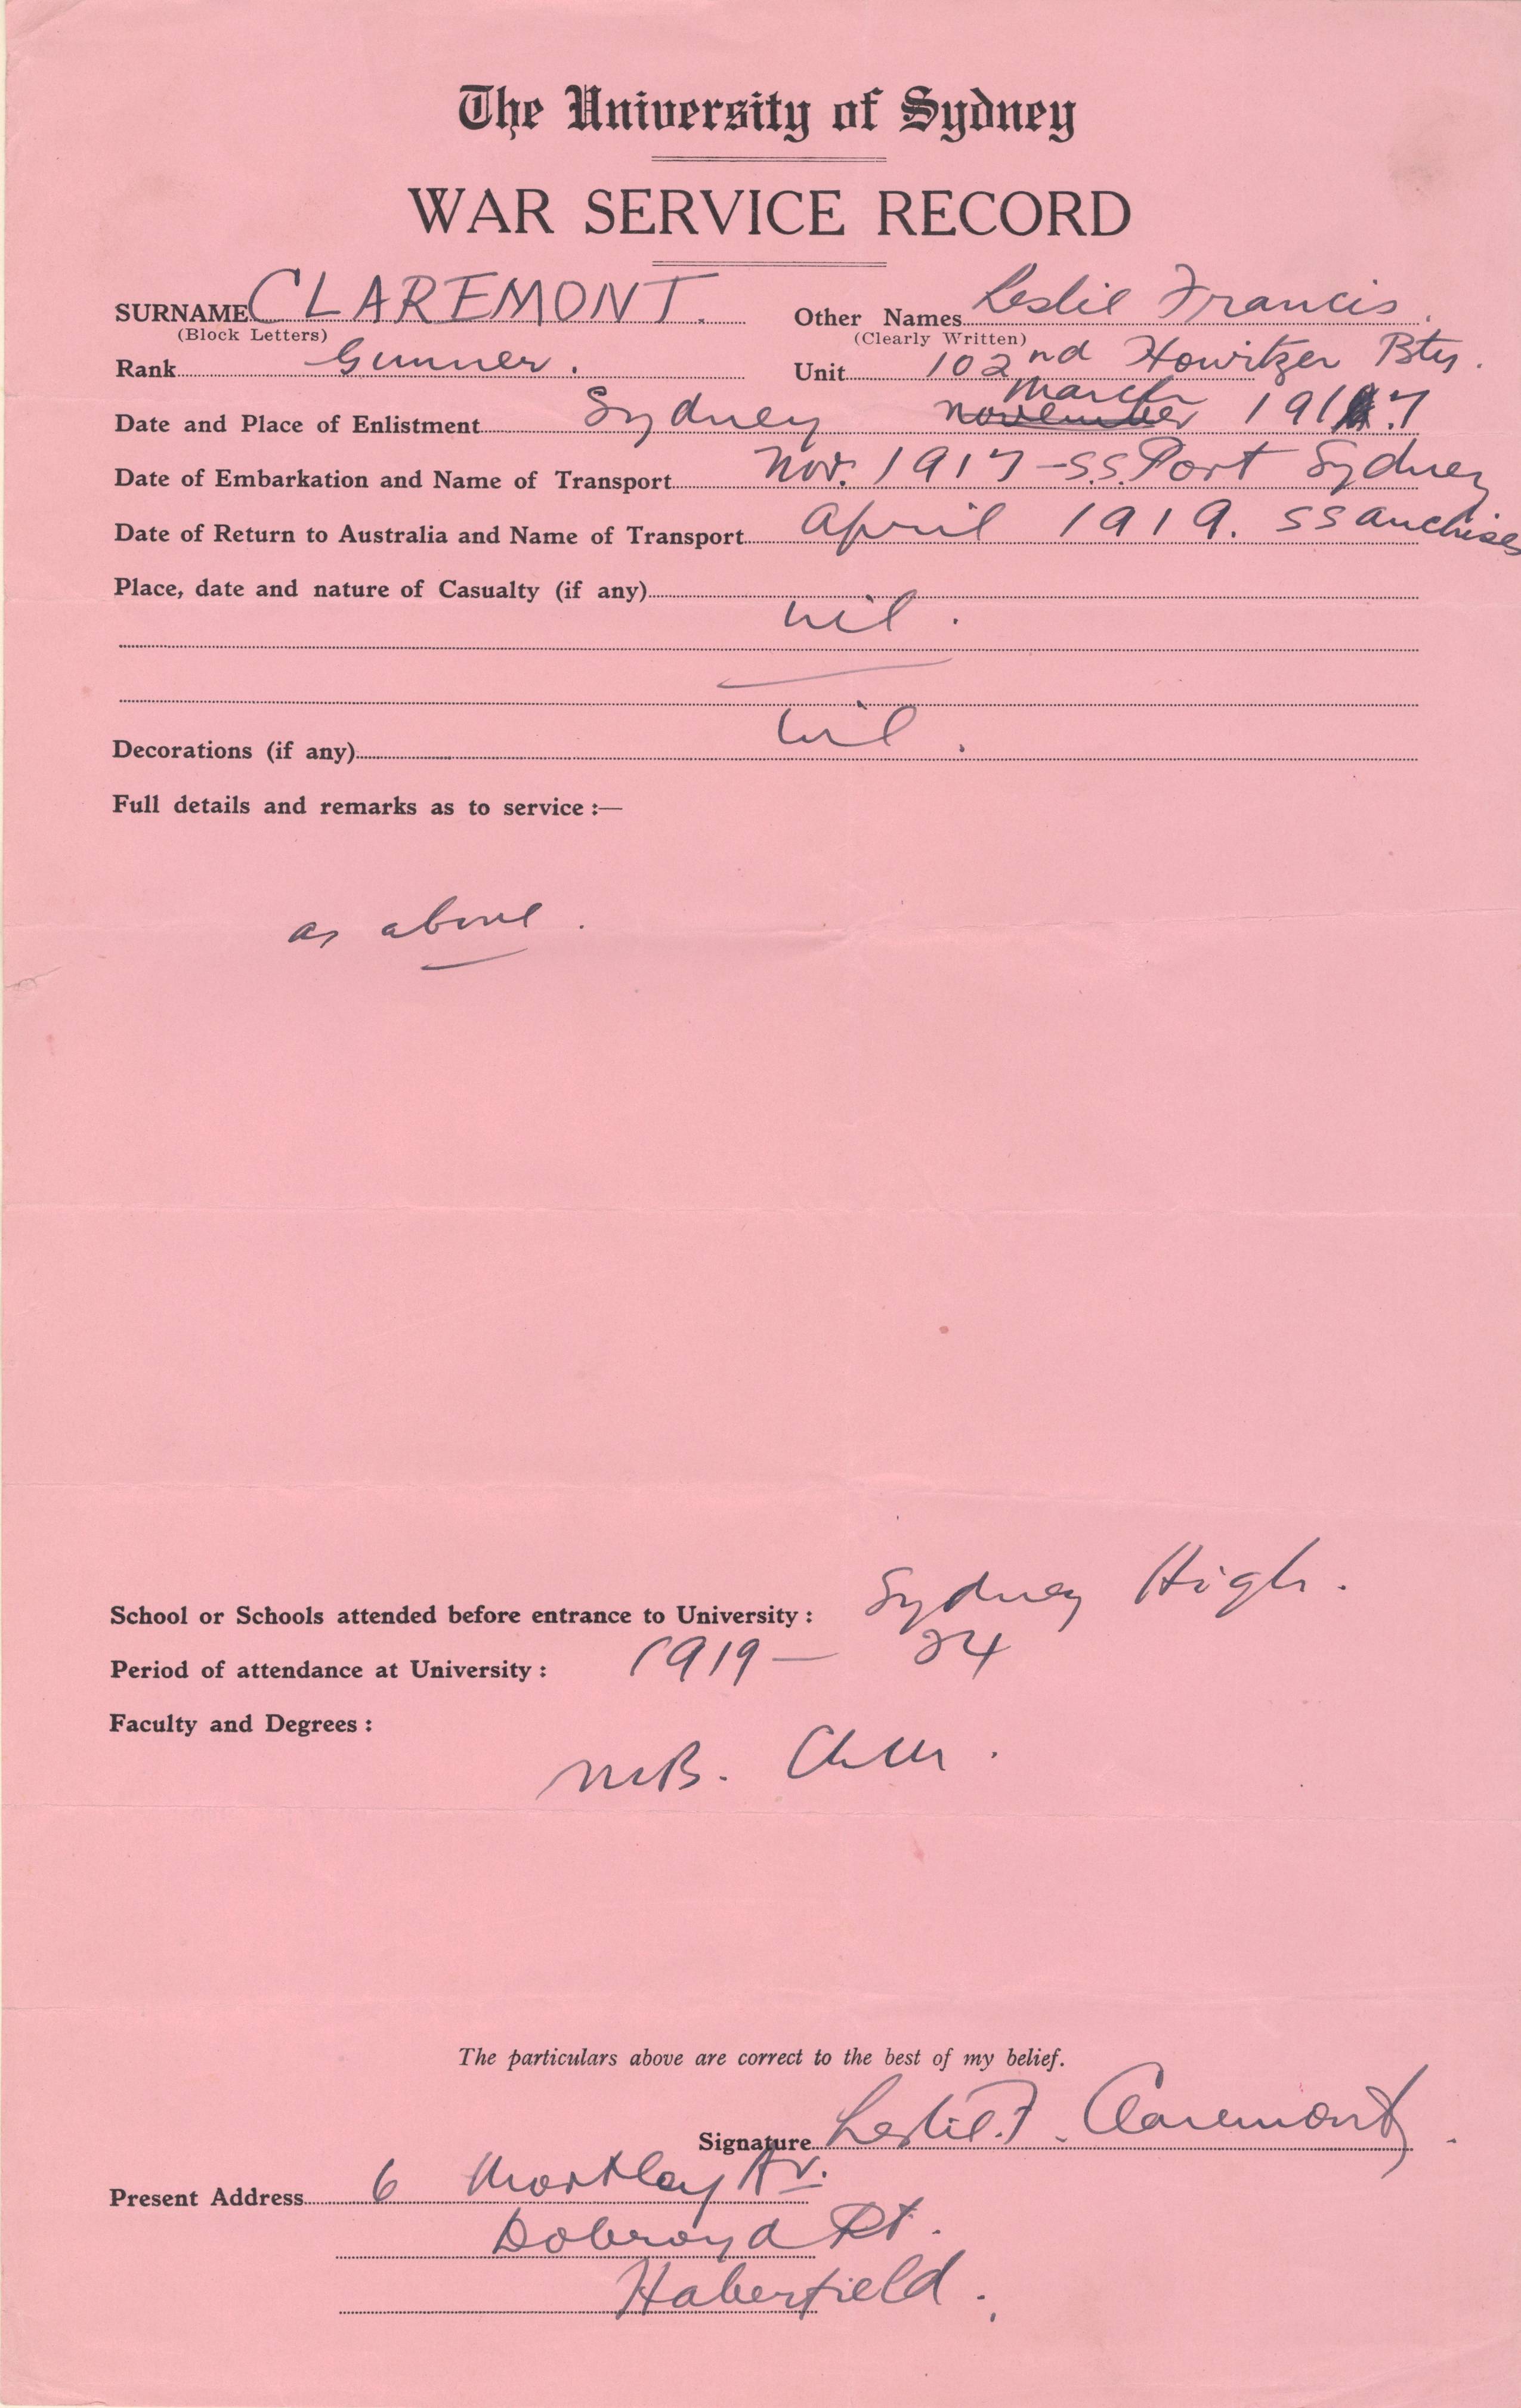 The University of Sydney
WAR SERVICE RECORD
SURNAME CLAREMONT. Other Names Leslie Francis.
(Block Letters) (Clearly Written)
Rank Gunner. Unit 102nd Howitzer Bty.
March
Date and Place of Enlistment Sydney November 191.7
Date of Embarkation and Name of Transport Nov. 1917 - S.S. Port Sydney
Date of Return to Australia and Name of Transport April 1919. SS Anchises
Place, date and nature of Casualty (if any)
nil.
Decorations (if any) nil.
Full details and remarks as to service :—
as above.
School or Schools attended before entrance to University : Sydney High.
Period of attendance at University : 1919 — 24
Faculty and Degrees :
M.B. Ch.M.
The particulars above are correct to the best of my belief.
Signature Leslie. F. Claremont.
Present Address 6 Mortley Av.
Dobroyd Pt.
Haberfield.